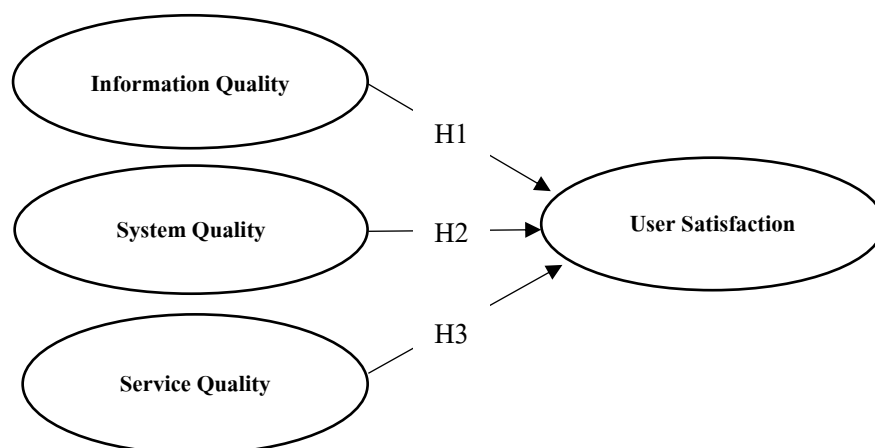 Information Quality
H1
System Quality
H2
User Satisfaction
H3
Service Quality